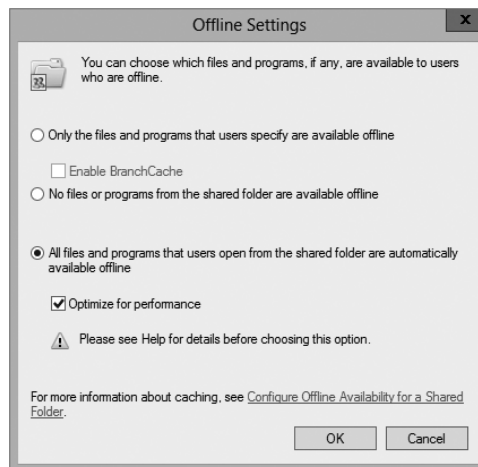 Offline Settings
x
You can choose which files and programs, if any, are available to users
who are offline.
Only the files and programs that users specify are available offline
Enable BranchCache
No files or programs from the shared folder are available offline
All files and programs that users open from the shared folder are automatically
available offline
Optimize for performance
Please see Help for details before choosing this option.
For more information about caching, see Configure Offline Availability for a Shared
Folder.
OK
Cancel